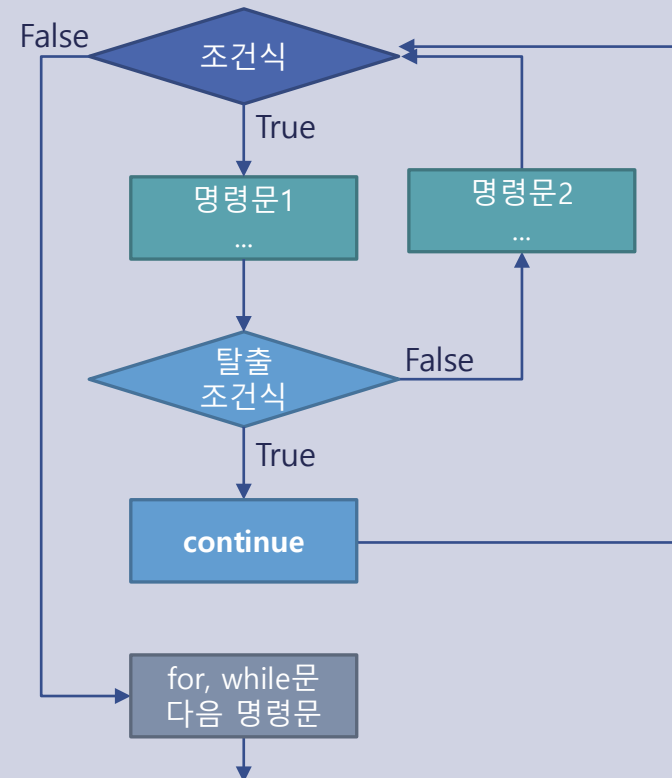 False
조건식
True
명령문1
...
명령문2
...
탈출
조건식
False
True
continue
for, while문
다음 명령문